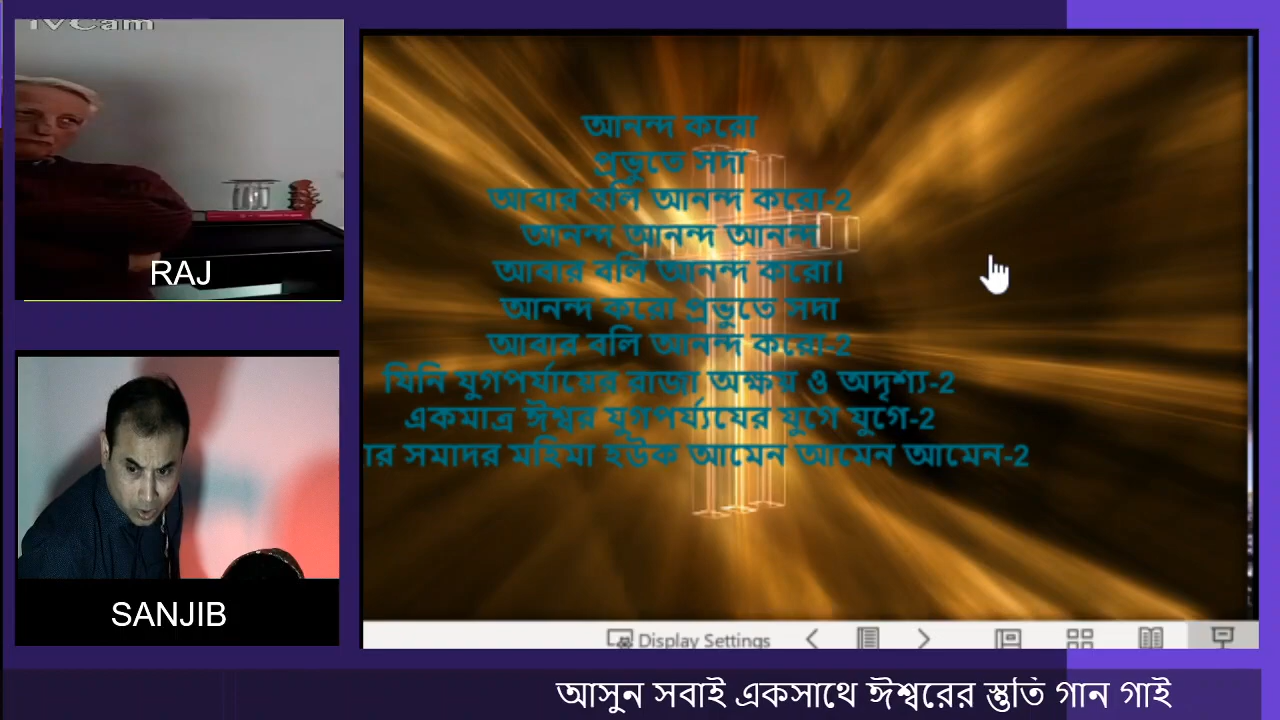 iVCam
RAJ
SANJIB
আনন্দ করো
প্রভুতে সদা
আবার বলি আনন্দ করো-2
আনন্দ আনন্দ আনন্দ
আবার বলি আনন্দ করো।
আনন্দ করো প্রভুতে সদা
আবার বলি আনন্দ করো-2
যিনি যুগপর্যায়ের রাজা অক্ষয় ও অদৃশ্য-2
একমাত্র ঈশ্বর যুগপর্য্যযের যুগে যুগে-2
সমাদর মহিমা হউক আমেন আমেন আমেন-2
Display Settings
আসুন সবাই একসাথে ঈশ্বরের স্তুতি গান গাই